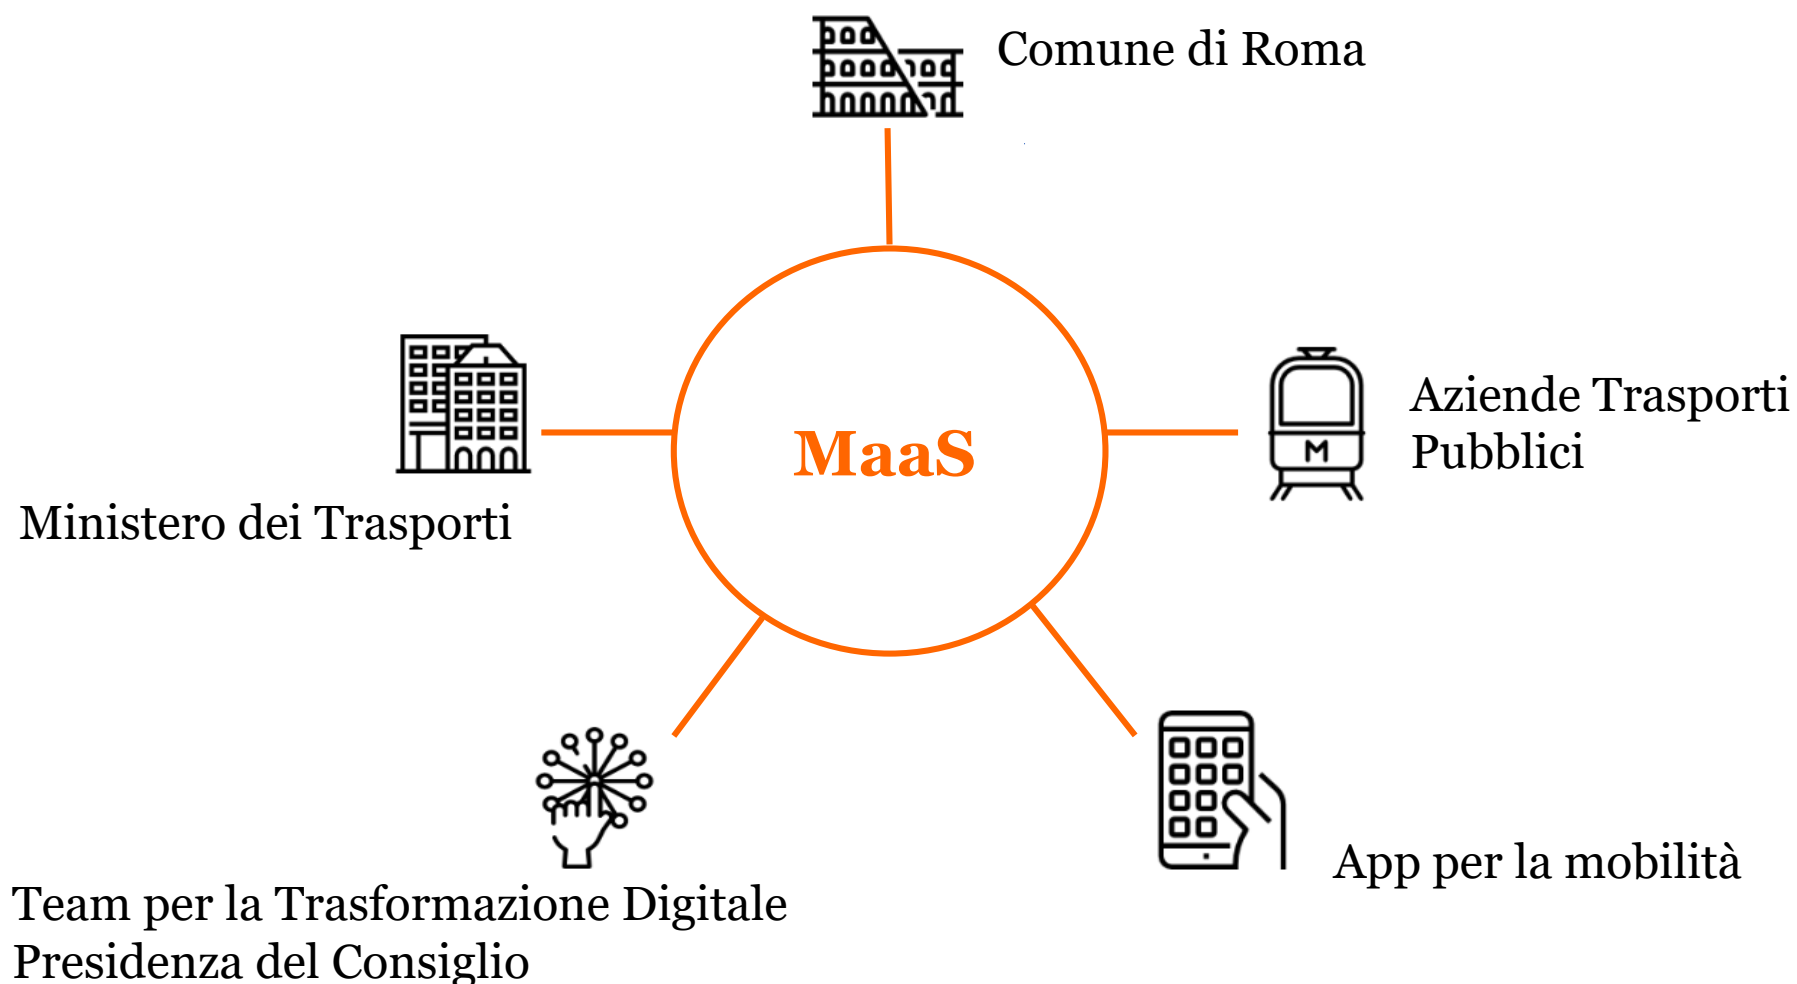 Comune di Roma
Aziende Trasporti
Pubblici
MaaS
M
Ministero dei Trasporti
App per la mobilità
Team per la Trasformazione Digitale
Presidenza del Consiglio